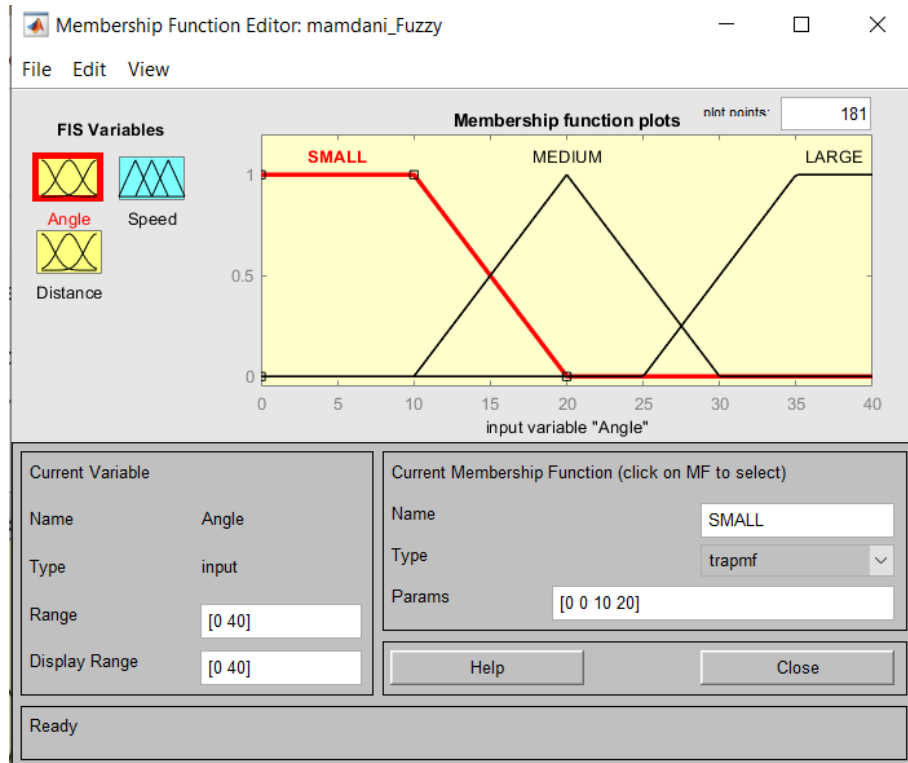 Membership Function Editor: mamdani_Fuzzy
File Edit View
FIS Variables
Angle
Speed
Distance
Membership function plots
plot points:
181
SMALL
MEDIUM
LARGE
1
0.5
0
0 5 10 15 20 25 30 35 40
input variable "Angle"
Current Variable
Name Angle
Type input
Range [0 40]
Display Range [0 40]
Current Membership Function (click on MF to select)
Name SMALL
Type trapmf
Params [0 0 10 20]
Help
Close
Ready